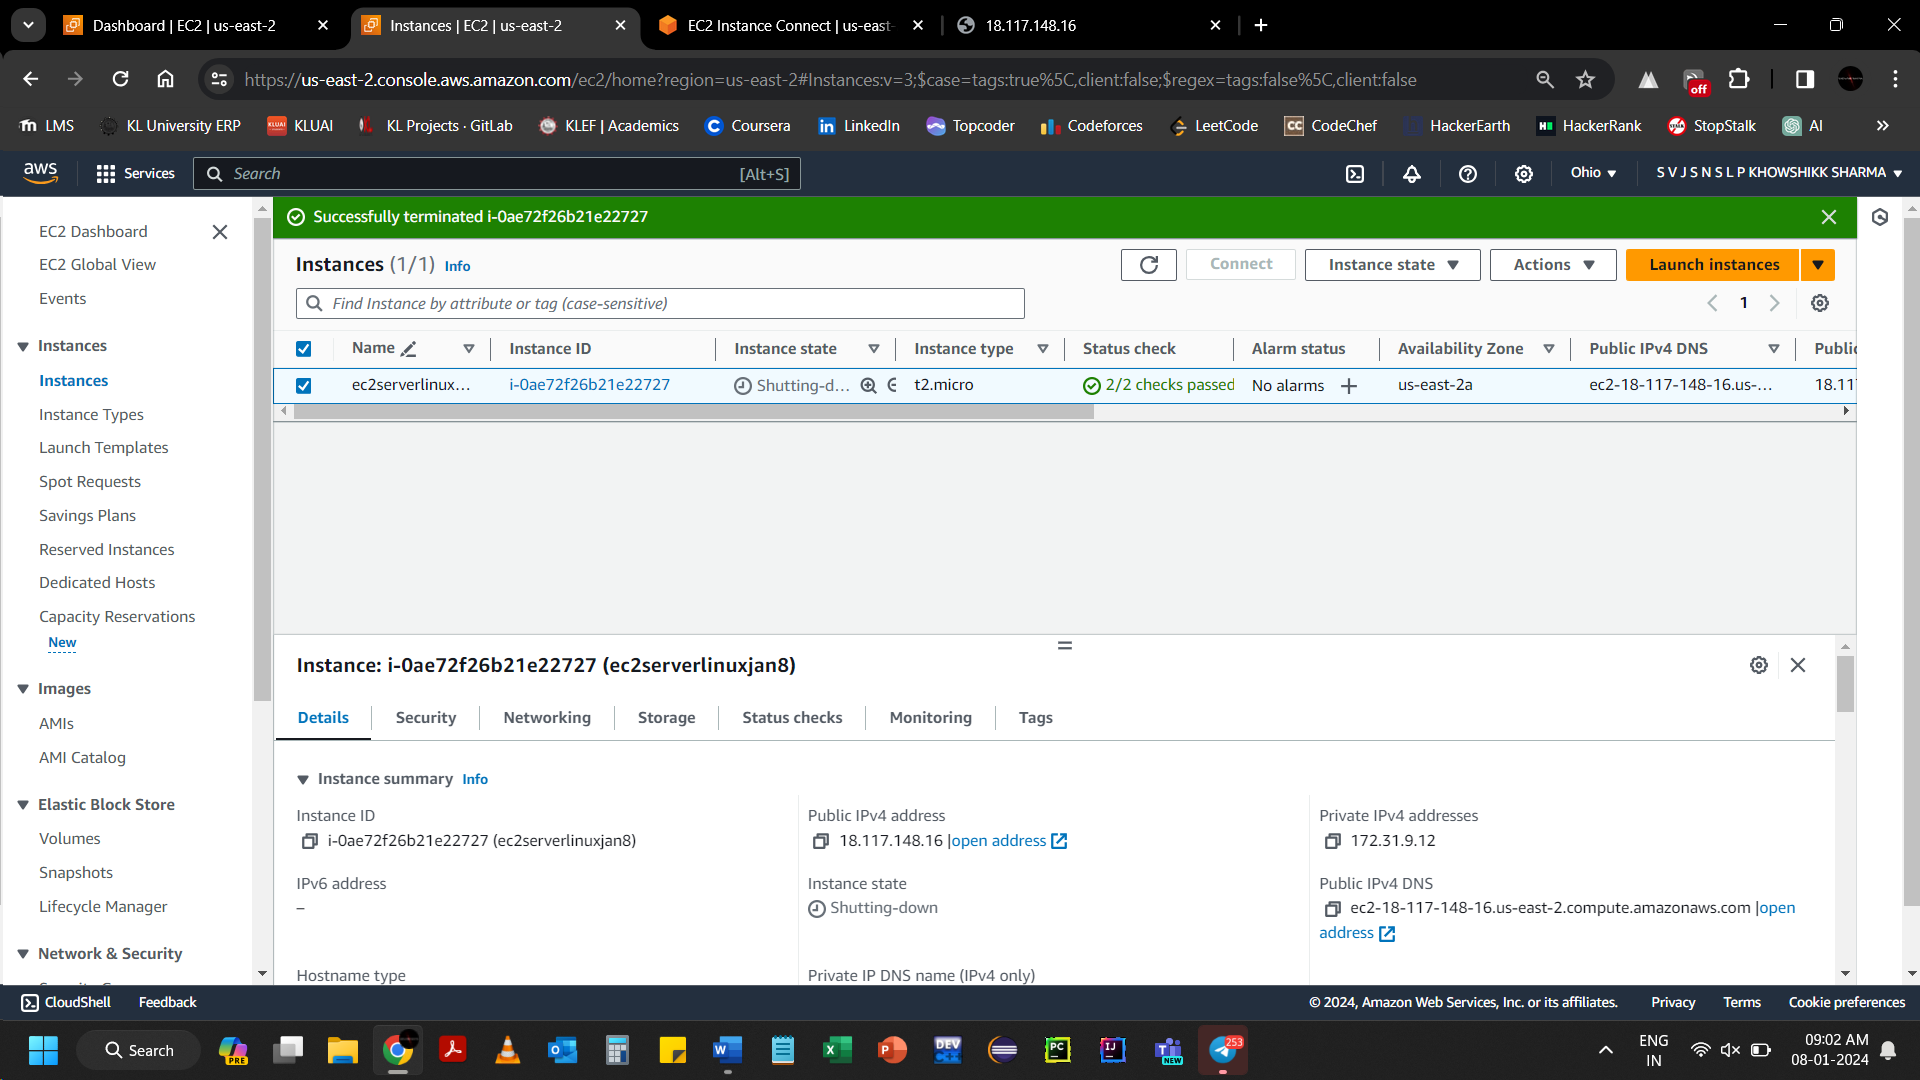 Dashboard | EC2 | us-east-2
Instances | EC2 | us-east-2
EC2 Instance Connect | us-east-
18.117.148.16
https://us-east-2.console.aws.amazon.com/ec2/home?region=us-east-2#Instances:v=3;$case=tags:true%5C,client:false;$regex=tags:false%5C,client:false
off
LMS
KL University ERP
KLUAI
KL Projects · GitLab
KLEF | Academics
Coursera
LinkedIn
Topcoder
Codeforces
LeetCode
CodeChef
HackerEarth
HackerRank
StopStalk
AI
aws
Services
Search
[Alt+S]
Ohio
S V J S N S L P KHOWSHIKK SHARMA
EC2 Dashboard
EC2 Global View
Events
Instances
Instances
Instance Types
Launch Templates
Spot Requests
Savings Plans
Reserved Instances
Dedicated Hosts
Capacity Reservations
New
Images
AMIs
AMI Catalog
Elastic Block Store
Volumes
Snapshots
Lifecycle Manager
Network & Security
Successfully terminated i-0ae72f26b21e22727
Instances (1/1) Info
Connect
Instance state
Actions
Launch instances
Find Instance by attribute or tag (case-sensitive)
1
Name
Instance ID
Instance state
Instance type
Status check
Alarm status
Availability Zone
Public IPv4 DNS
Public
ec2serverlinux...
i-0ae72f26b21e22727
Shutting-d...
t2.micro
2/2 checks passed
No alarms
us-east-2a
ec2-18-117-148-16.us-...
18.117
Instance: i-0ae72f26b21e22727 (ec2serverlinuxjan8)
Details
Security
Networking
Storage
Status checks
Monitoring
Tags
Instance summary Info
Instance ID
i-0ae72f26b21e22727 (ec2serverlinuxjan8)
Public IPv4 address
18.117.148.16 |open address
Private IPv4 addresses
172.31.9.12
IPv6 address
–
Instance state
Shutting-down
Public IPv4 DNS
ec2-18-117-148-16.us-east-2.compute.amazonaws.com |open
address
Hostname type
Private IP DNS name (IPv4 only)
CloudShell
Feedback
© 2024, Amazon Web Services, Inc. or its affiliates.
Privacy
Terms
Cookie preferences
Search
PRE
DEV
PC
IJ
NEW
253
ENG
IN
09:02 AM
08-01-2024